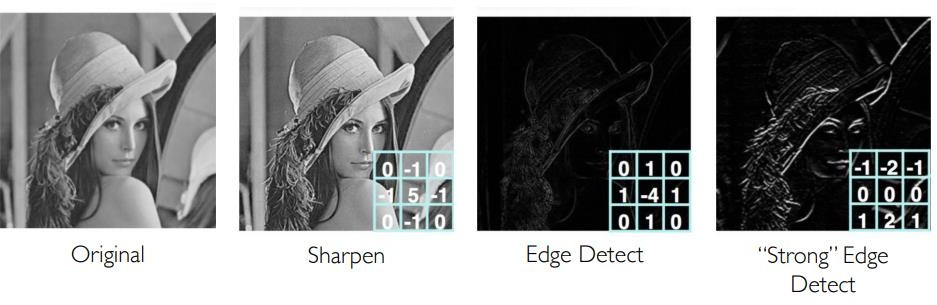 0 -1 0
-1 5 -1
0 -1 0
0 1 0
1 -4 1
0 1 0
-1 -2 -1
0 0 0
1 2 1
Original
Sharpen
Edge Detect
“Strong” Edge
Detect